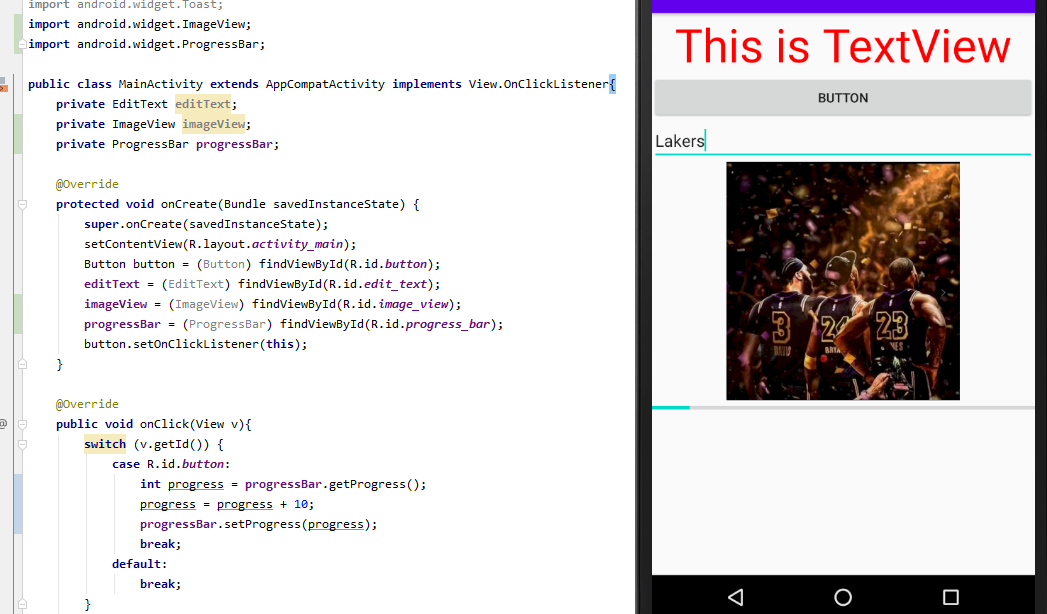 import android.widget.Toast;
import android.widget.ImageView;
import android.widget.ProgressBar;
public class MainActivity extends AppCompatActivity implements View.OnClickListener{
private EditText editText;
private ImageView imageView;
private ProgressBar progressBar;
@Override
protected void onCreate(Bundle savedInstanceState) {
super.onCreate(savedInstanceState);
setContentView(R.layout.activity_main);
Button button = (Button) findViewById(R.id.button);
editText = (EditText) findViewById(R.id.edit_text);
imageView = (ImageView) findViewById(R.id.image_view);
progressBar = (ProgressBar) findViewById(R.id.progress_bar);
button.setOnClickListener(this);
}
@Override
public void onClick(View v){
switch (v.getId()) {
case R.id.button:
int progress = progressBar.getProgress();
progress = progress + 10;
progressBar.setProgress(progress);
break;
default:
break;
}
This is TextView
BUTTON
Lakers
3
24
23